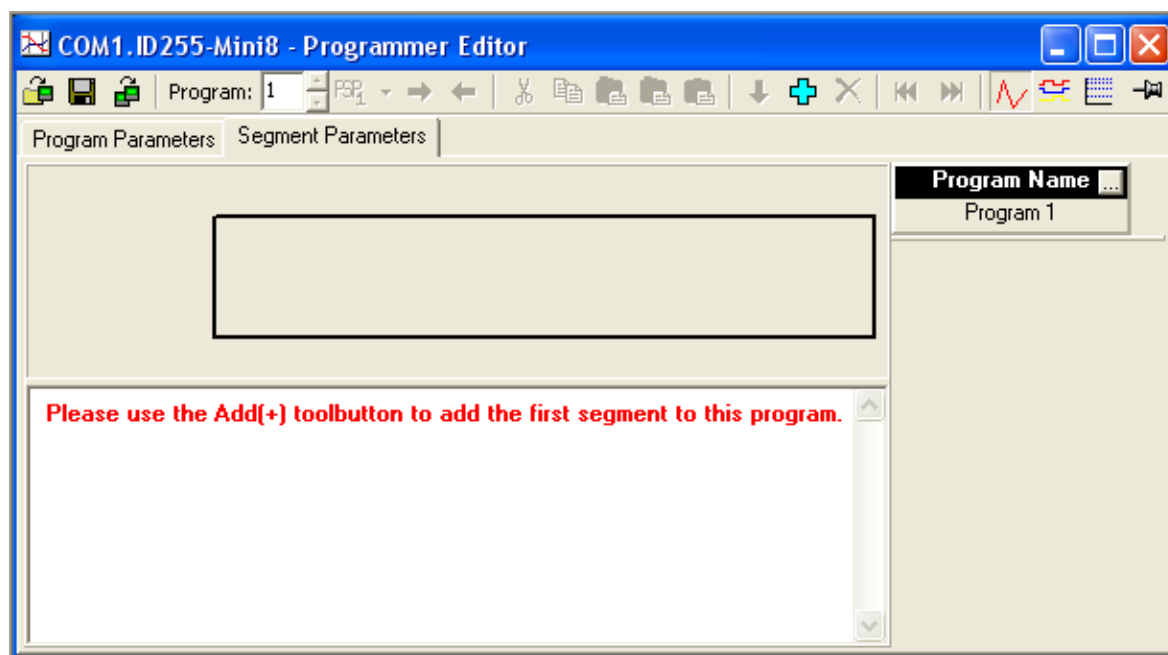 COM1.ID255-Mini8 - Programmer Editor
Program: 1 PSP1
Program Parameters Segment Parameters
Program Name ...
Program 1
Please use the Add(+) toolbutton to add the first segment to this program.